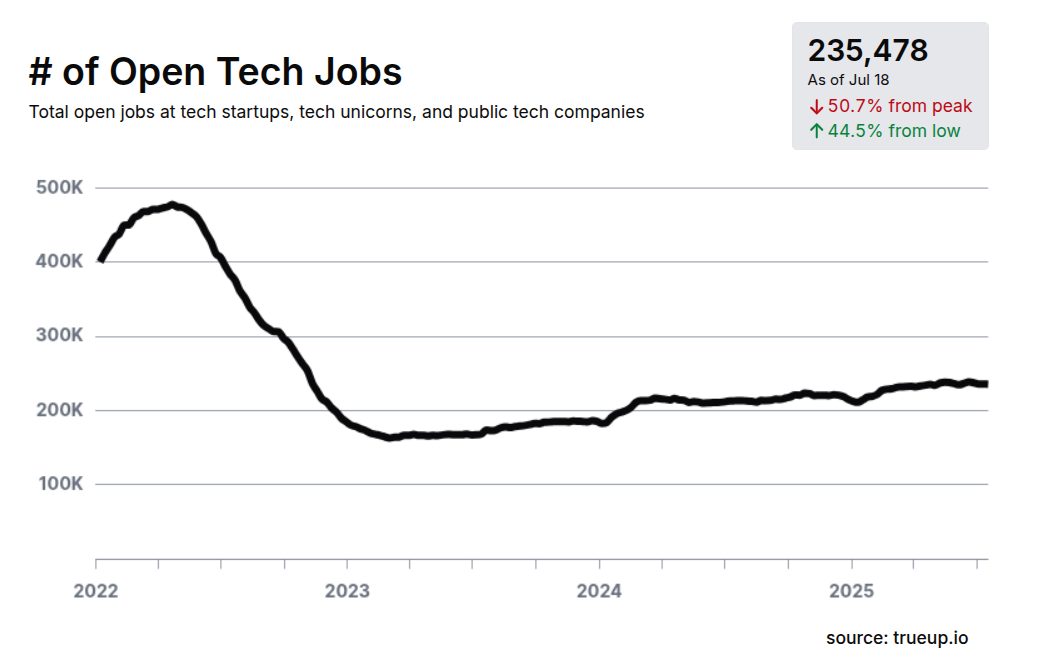 # of Open Tech Jobs
Total open jobs at tech startups, tech unicorns, and public tech companies
235,478
As of Jul 18
↓ 50.7% from peak
↑ 44.5% from low
500K
400K
300K
200K
100K
2022
2023
2024
2025
source: trueup.io